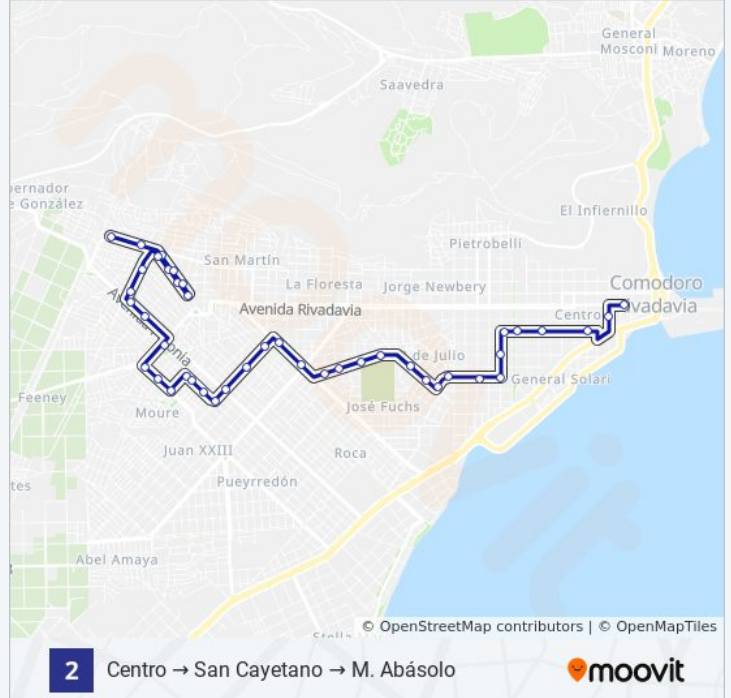 General
Mosconi
Moreno
Saavedra
ernador
e González
El Infiernillo
San Martín
Pietrobelli
La Floresta
Jorge Newbery
Comodoro
ivadavia
Avenida Rivadavia
Centro
de Julio
General Solari
Feeney
Moure
José Fuchs
Juan XXIII
Roca
tes
Pueyrredón
Abel Amaya
© OpenStreetMap contributors | © OpenMapTiles
2
Centro → San Cayetano → M. Abásolo
moovit